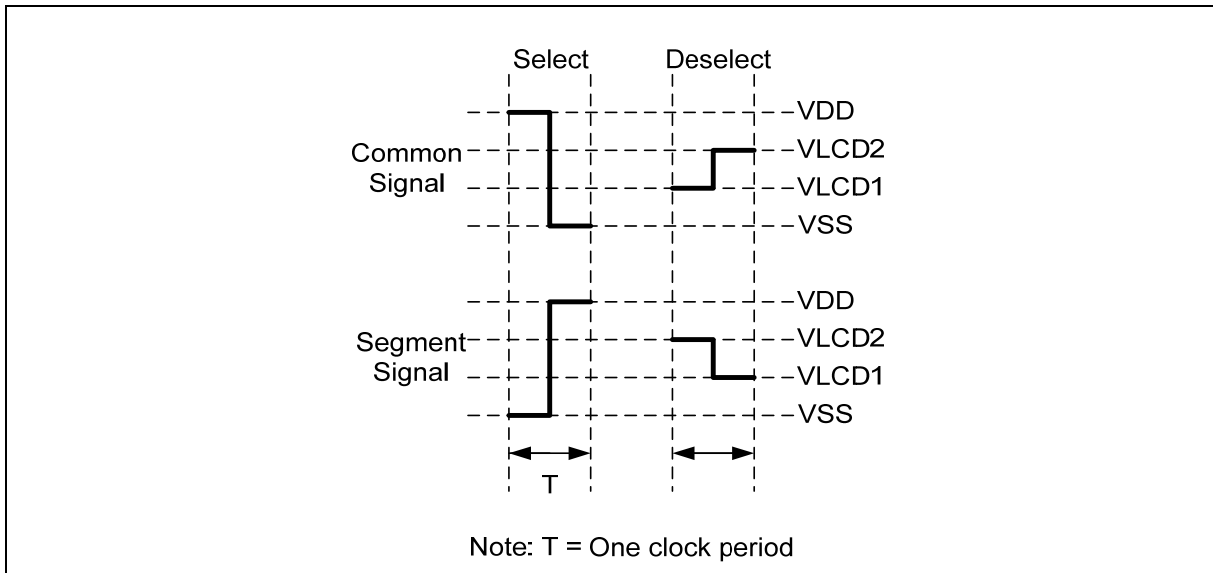 Select Deselect
VDD
VLCD2
Common
Signal
VLCD1
VSS
VDD
VLCD2
Segment
Signal
VLCD1
VSS
T
Note: T = One clock period